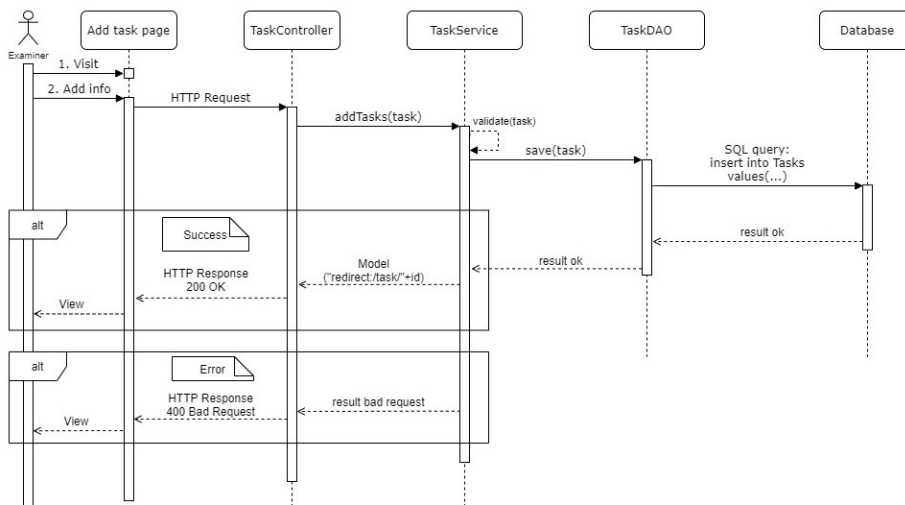 Add task page
TaskController
TaskService
TaskDAO
Database
Examiner
1. Visit
2. Add info
HTTP Request
addTasks(task)
validate(task)
save(task)
SQL query:
insert into Tasks
values(...)
alt
Success
result ok
result ok
Model
("redirect:/task/"+id)
HTTP Response
200 OK
View
alt
Error
HTTP Response
400 Bad Request
result bad request
View